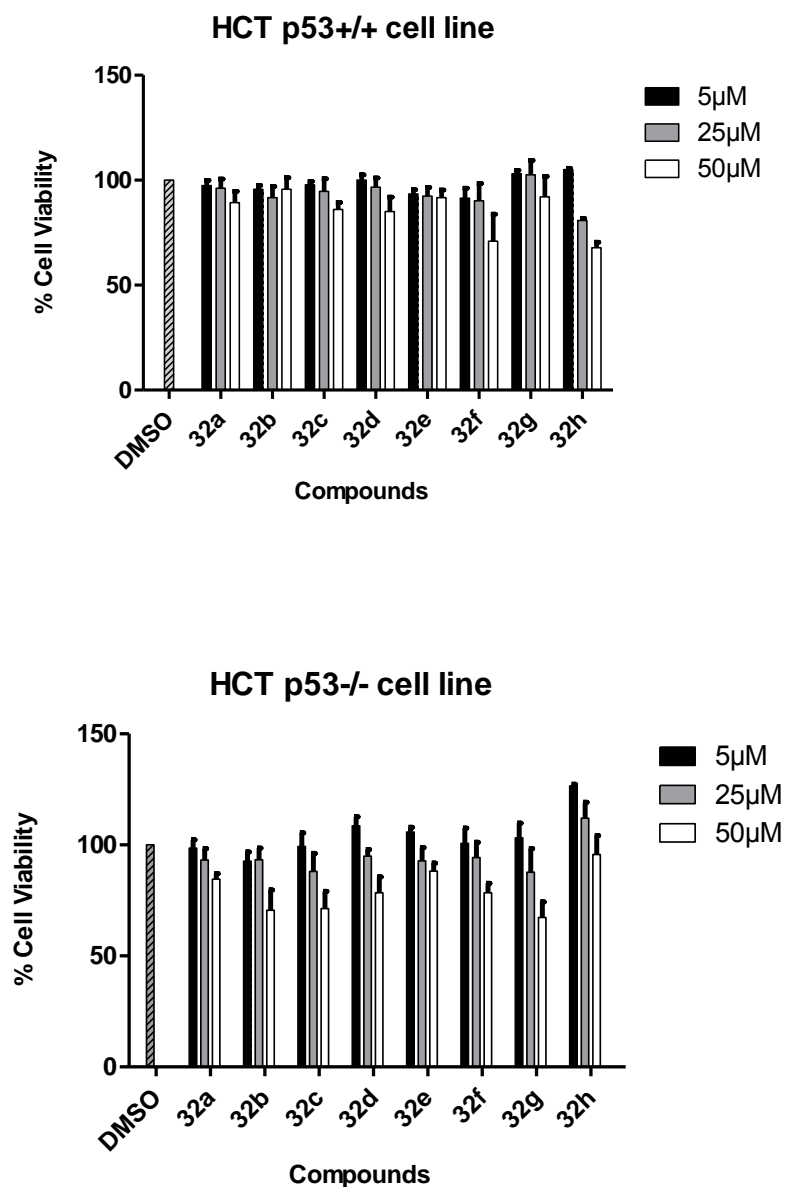 HCT p53+/+ cell line
150
100
50
0
% Cell Viability
5µM
25µM
50µM
DMSO 32a 32b 32c 32d 32e 32f 32g 32h
Compounds
HCT p53-/- cell line
150
100
50
0
% Cell Viability
5µM
25µM
50µM
DMSO 32a 32b 32c 32d 32e 32f 32g 32h
Compounds